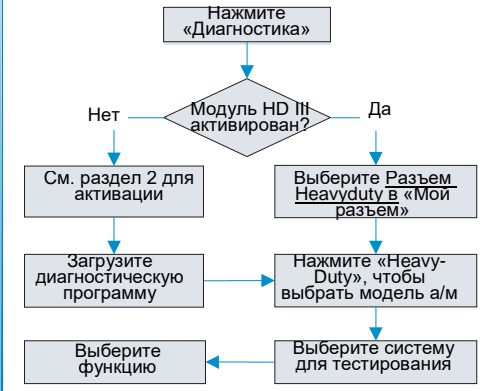 Нажмите
«Диагностика»
Модуль HD III
активирован?
Нет
Да
См. раздел 2 для
активации
Выберите Разъем
Heavyduty в «Мой
разъем»
Загрузите
диагностическую
программу
Нажмите «Heavy-
Duty», чтобы
выбрать модель а/м
Выберите
функцию
Выберите систему
для тестирования